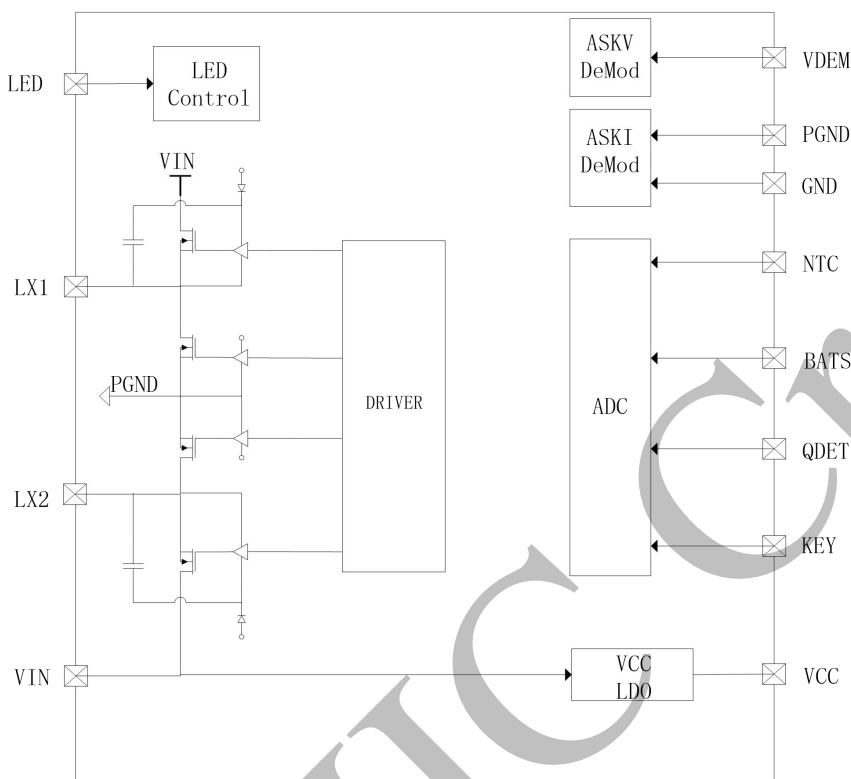 LED
LED
Control
ASKV
DeMod
VDEM
ASKI
DeMod
PGND
GND
VIN
LX1
PGND
DRIVER
ADC
NTC
BATS
QDET
KEY
LX2
VIN
VCC
LDO
VCC